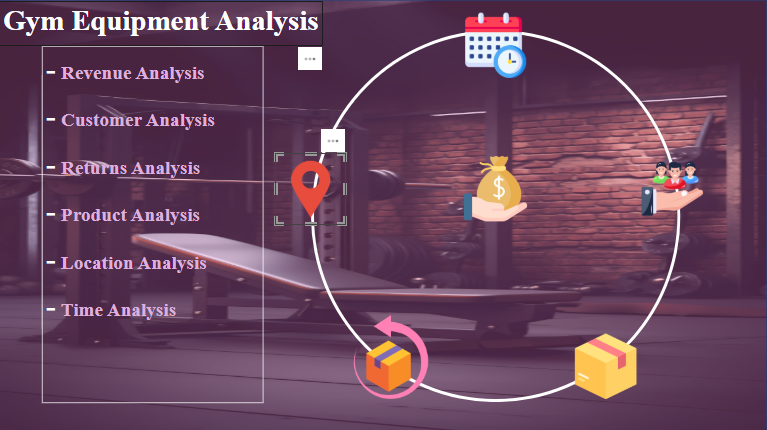 Gym Equipment Analysis
- Revenue Analysis
- Customer Analysis
- Returns Analysis
- Product Analysis
- Location Analysis
- Time Analysis
$